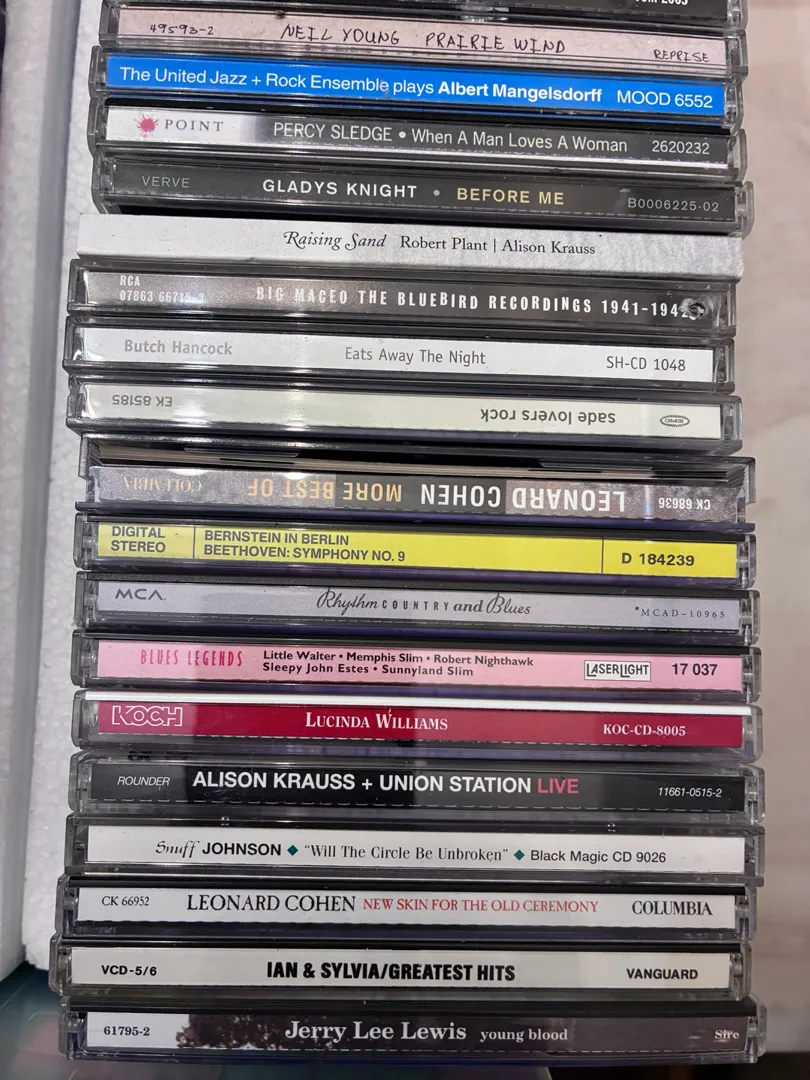 49593-2 NEIL YOUNG PRAIRIE WIND REPRISE
The United Jazz + Rock Ensemble plays Albert Mangelsdorff MOOD 6552
POINT PERCY SLEDGE • When A Man Loves A Woman 2620232
VERVE GLADYS KNIGHT • BEFORE ME B0006225-02
Raising Sand Robert Plant | Alison Krauss
RCA
07863 66715-2 BIG MACEO THE BLUEBIRD RECORDINGS 1941-1942
Butch Hancock Eats Away The Night SH-CD 1048
EPIC sade lovers rock EK 85185
CK 68636 LEONARD COHEN MORE BEST OF COLUMBIA
DIGITAL STEREO
BERNSTEIN IN BERLIN
BEETHOVEN: SYMPHONY NO. 9 D 184239
MCA Rhythm COUNTRY and Blues *MCAD-10965
BLUES LEGENDS Little Walter • Memphis Slim • Robert Nighthawk
Sleepy John Estes • Sunnyland Slim LASERLIGHT 17 037
KOCH LUCINDA WILLIAMS KOC-CD-8005
ROUNDER ALISON KRAUSS + UNION STATION LIVE 11661-0515-2
Snuff JOHNSON ◆ "Will The Circle Be Unbroken" ◆ Black Magic CD 9026
CK 66952 LEONARD COHEN NEW SKIN FOR THE OLD CEREMONY COLUMBIA
VCD-5/6 IAN & SYLVIA/GREATEST HITS VANGUARD
61795-2 Jerry Lee Lewis young blood Sire